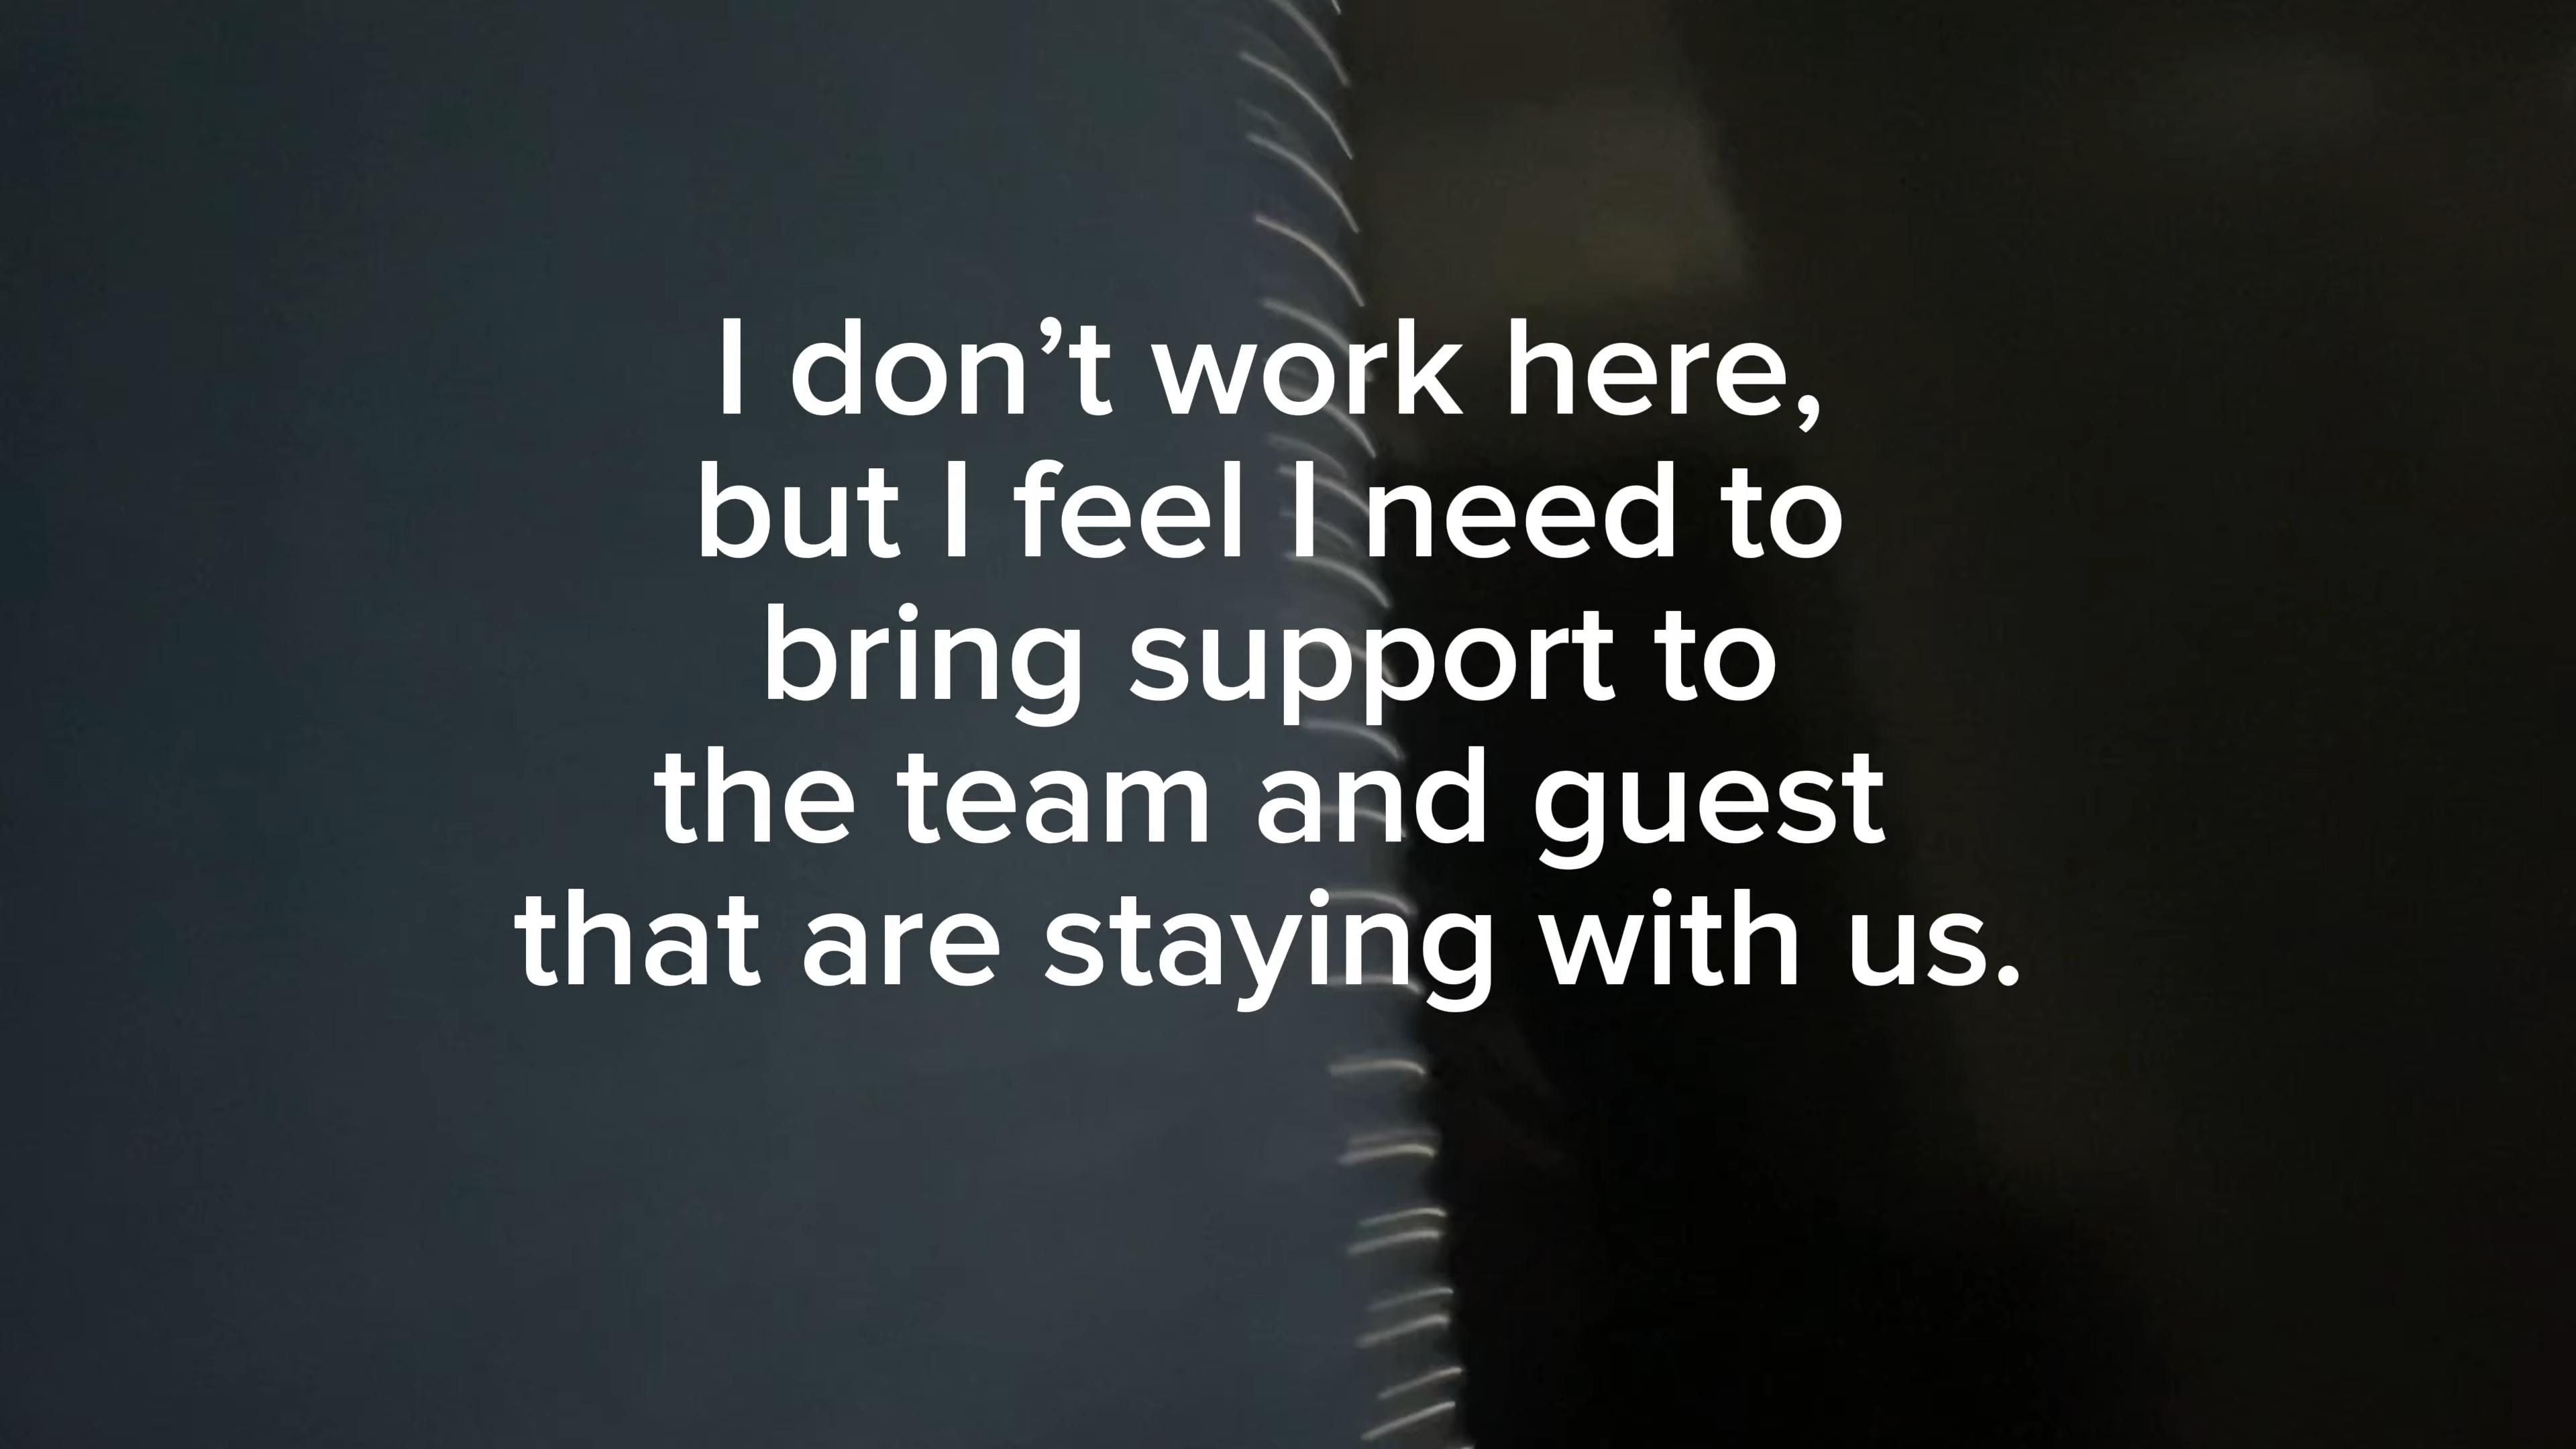 I don’t work here,
but I feel I need to
bring support to
the team and guest
that are staying with us.